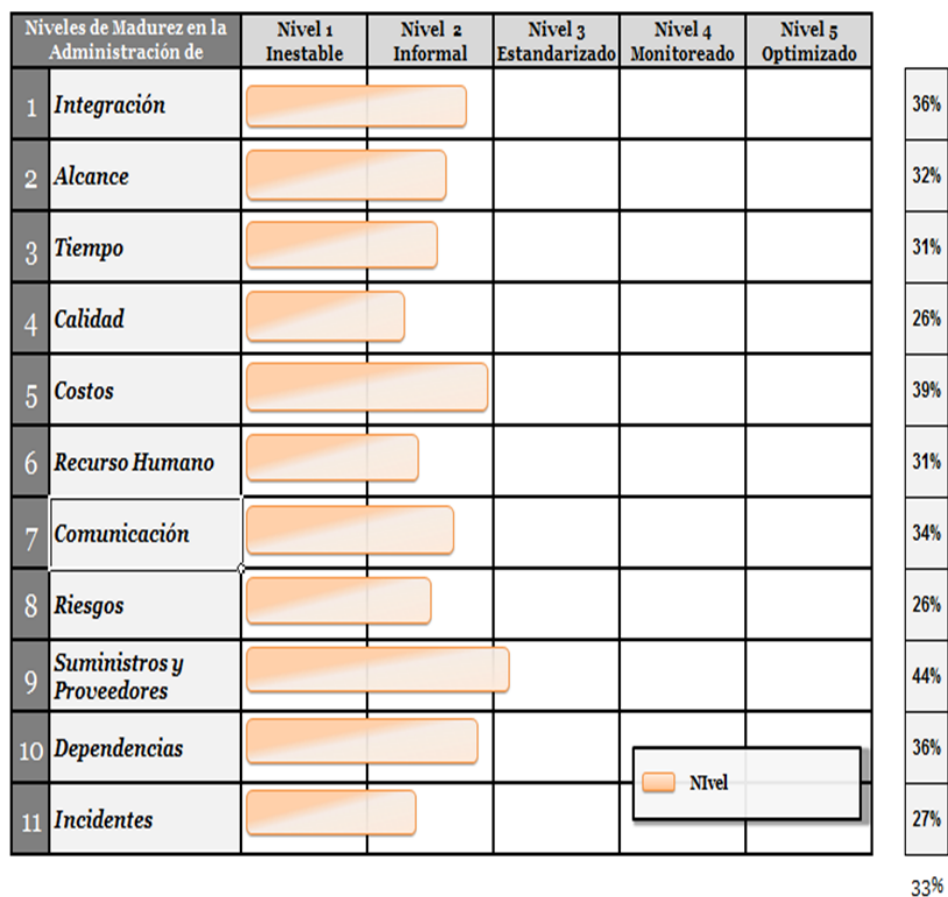 Niveles de Madurez en la
Administración de
Nivel 1
Inestable
Nivel 2
Informal
Nivel 3
Estandarizado
Nivel 4
Monitoreado
Nivel 5
Optimizado
1 Integración 36%
2 Alcance 32%
3 Tiempo 31%
4 Calidad 26%
5 Costos 39%
6 Recurso Humano 31%
7 Comunicación 34%
8 Riesgos 26%
9 Suministros y
Proveedores 44%
10 Dependencias 36%
NIvel
11 Incidentes 27%
33%